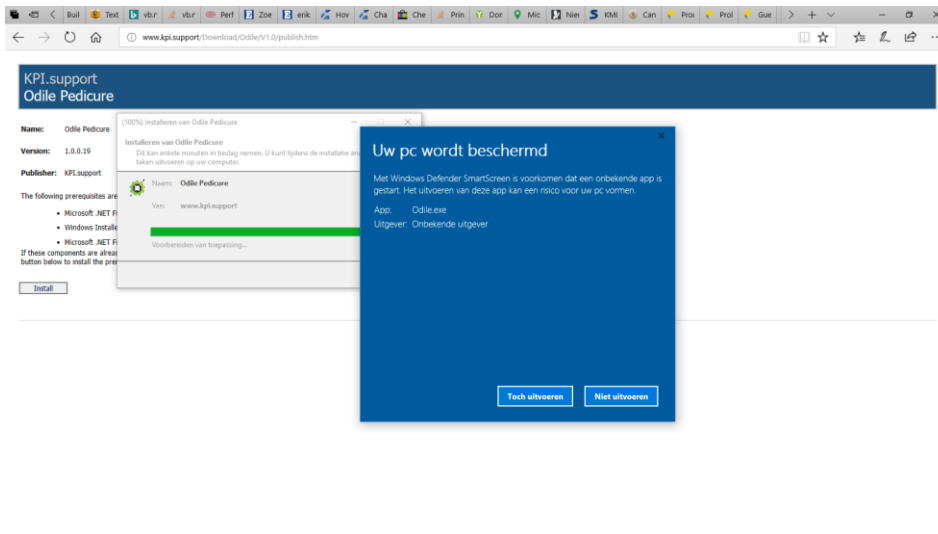 Buil
Text
vb.r
vb.r
Perf
Zoe
erik
Hov
Cha
Che
Prin
Dor
Mic
Nie
KMI
Can
Prol
Gue
www.kpi.support/Download/Odile/V1.0/publish.htm
KPI.support
Odile Pedicure
Name: Odile Pedicure
Version: 1.0.0.19
Publisher: KPI.support
The following prerequisites are
• Microsoft .NET F
• Windows Installe
• Microsoft .NET F
If these components are alread
button below to install the prer
Install
(100%) Installeren van Odile Pedicure
Installeren van Odile Pedicure
Dit kan enkele minuten in beslag nemen. U kunt tijdens de installatie an
taken uitvoeren op uw computer.
Naam: Odile Pedicure
Van: www.kpi.support
Voorbereiden van toepassing...
Uw pc wordt beschermd
Met Windows Defender SmartScreen is voorkomen dat een onbekende app is
gestart. Het uitvoeren van deze app kan een risico voor uw pc vormen.
App: Odile.exe
Uitgever: Onbekende uitgever
Toch uitvoeren
Niet uitvoeren